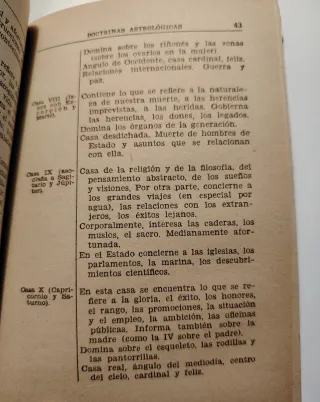 DOCTRINAS ASTROLÓGICAS 43
Domina sobre los riñones y las venas
(sobre los ovarios en la mujer)
Angulo de Occidente, casa cardinal, feliz.
Relaciones internacionales. Guerra y
paz.
Casa VIII
Contiene lo que se refiere a la naturale-
za de nuestra muerte, a las herencias
imprevistas, a las heridas. Gobierna
las herencias, los dones, los legados.
Domina los órganos de la generación.
Casa desdichada. Muerte de hombres de
Estado y asuntos que se relacionan
con ella.
Casa IX (aso-
ciada a Sagi-
tario y Júpi-
ter).
Casa de la religión y de la filosofía, del
pensamiento abstracto, de los sueños
y visiones. Por otra parte, concierne a
los grandes viajes (en especial por
agua), las relaciones con los extran-
jeros, los éxitos lejanos.
Corporalmente, interesa las caderas, los
muslos, el sacro. Medianamente afor-
tunada.
En el Estado concierne a las iglesias, los
parlamentos, la marina, los descubri-
mientos científicos.
Casa X (Capri-
cornio y Sa-
turno).
En esta casa se encuentra lo que se re-
fiere a la gloria, el éxito, los honores,
el rango, las promociones, la situación
y el empleo, la ambición, las oficinas
públicas. Informa también sobre la
madre (como la IV sobre el padre).
Domina sobre el esqueleto, las rodillas y
las pantorrillas.
Casa real, ángulo del mediodía, centro
del cielo, cardinal y feliz.